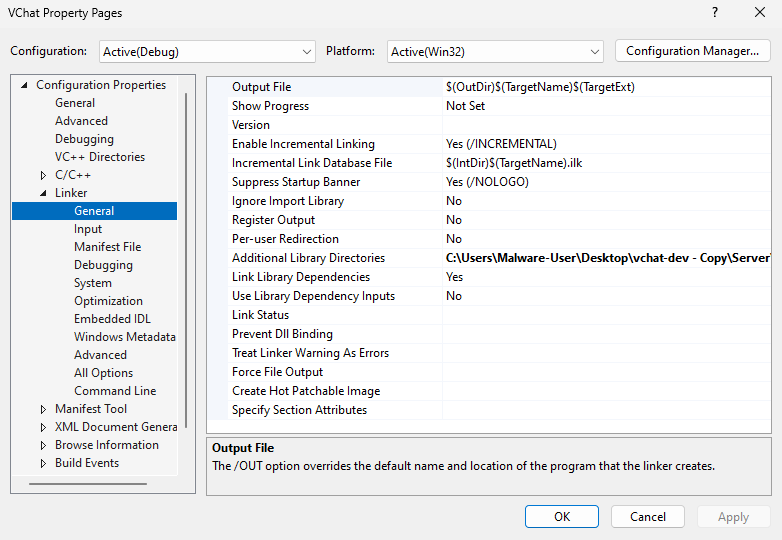 VChat Property Pages
? ×
Configuration: Active(Debug) Platform: Active(Win32) Configuration Manager...
Configuration Properties
General
Advanced
Debugging
VC++ Directories
C/C++
Linker
General
Input
Manifest File
Debugging
System
Optimization
Embedded IDL
Windows Metadata
Advanced
All Options
Command Line
Manifest Tool
XML Document Genera
Browse Information
Build Events
Output File $(OutDir)$(TargetName)$(TargetExt)
Show Progress Not Set
Version
Enable Incremental Linking Yes (/INCREMENTAL)
Incremental Link Database File $(IntDir)$(TargetName).ilk
Suppress Startup Banner Yes (/NOLOGO)
Ignore Import Library No
Register Output No
Per-user Redirection No
Additional Library Directories C:\Users\Malware-User\Desktop\vchat-dev - Copy\Server\
Link Library Dependencies Yes
Use Library Dependency Inputs No
Link Status
Prevent Dll Binding
Treat Linker Warning As Errors
Force File Output
Create Hot Patchable Image
Specify Section Attributes
Output File
The /OUT option overrides the default name and location of the program that the linker creates.
OK Cancel Apply